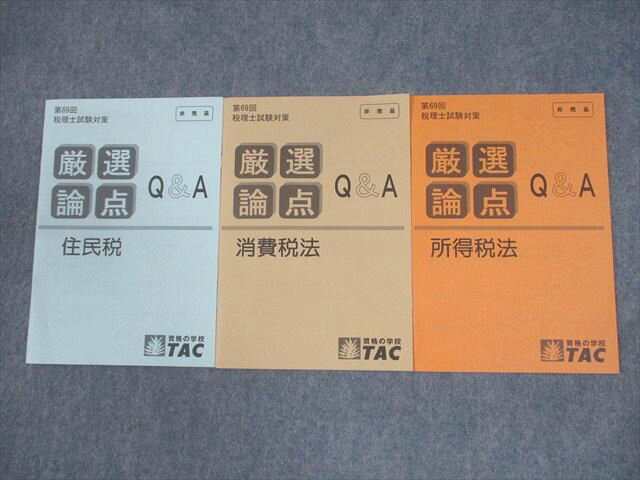 第69回
税理士試験対策
非売品
厳選
論点
Q&A
住民税
資格の学校
TAC
第69回
税理士試験対策
非売品
厳選
論点
Q&A
消費税法
資格の学校
TAC
第69回
税理士試験対策
非売品
厳選
論点
Q&A
所得税法
資格の学校
TAC